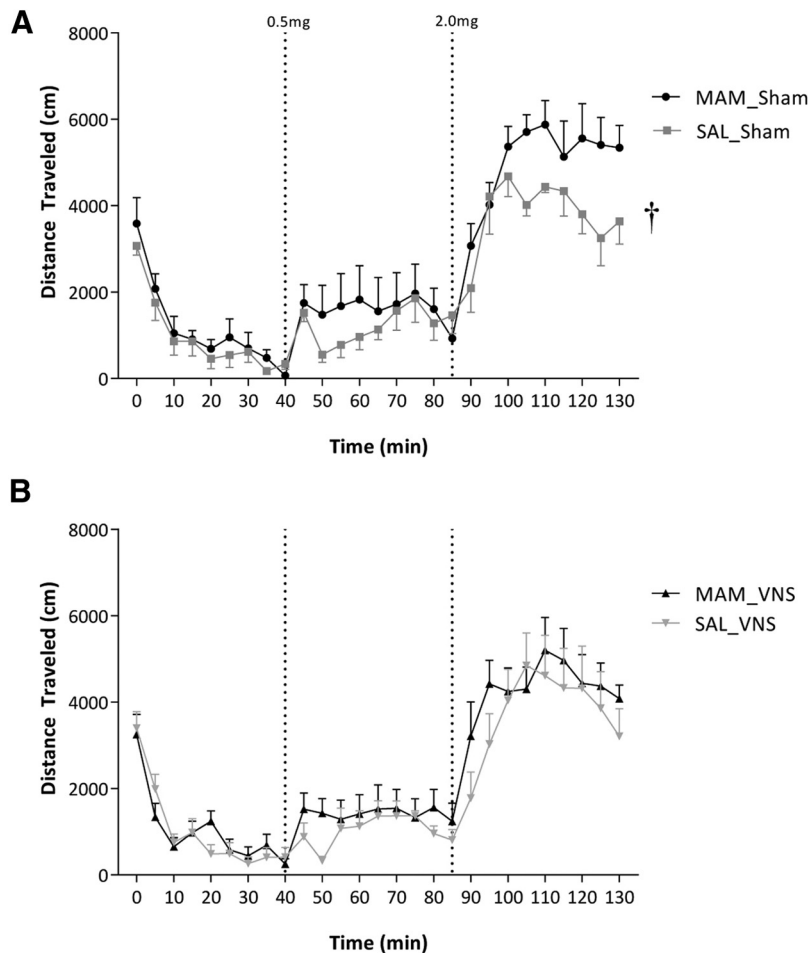 A
0.5mg 2.0mg
8000
6000
4000
2000
0
Distance Traveled (cm)
0 10 20 30 40 50 60 70 80 90 100 110 120 130
Time (min)
MAM_Sham
SAL_Sham
†
B
8000
6000
4000
2000
0
Distance Traveled (cm)
0 10 20 30 40 50 60 70 80 90 100 110 120 130
Time (min)
MAM_VNS
SAL_VNS